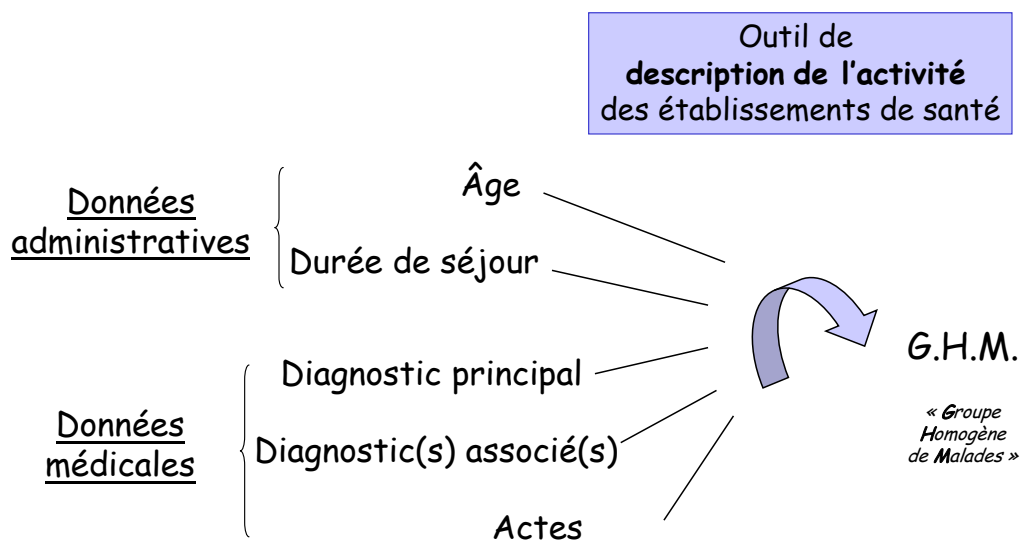 Outil de
description de l'activité
des établissements de santé
Données
administratives
Âge
Durée de séjour
Données
médicales
Diagnostic principal
Diagnostic(s) associé(s)
Actes
G.H.M.
« Groupe
Homogène
de Malades »